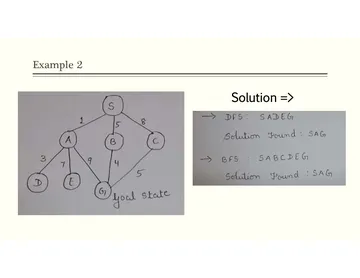 Example 2
Solution =>
S
1 5 8
A B C
3 7 9 4 5
D E G
goal state
→ DFS : SADEG
Solution Found : SAG
→ BFS : SABCDEG
Solution Found : SAG